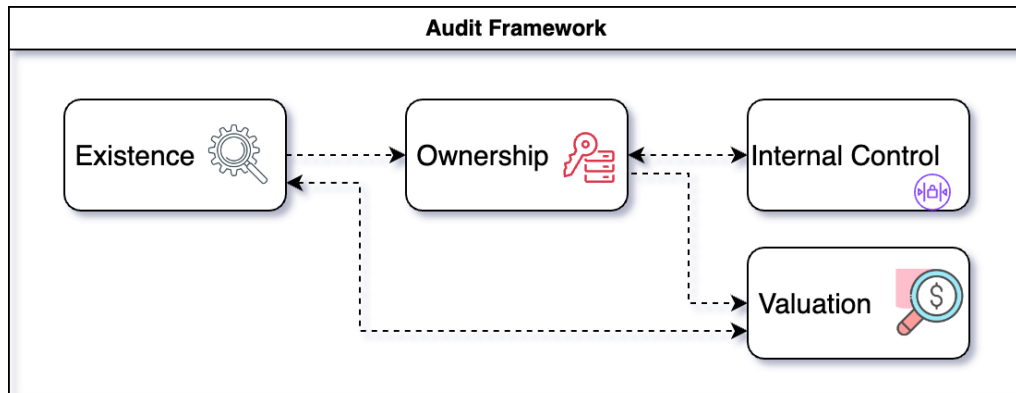 Audit Framework
Existence
Ownership
Internal Control
Valuation
$